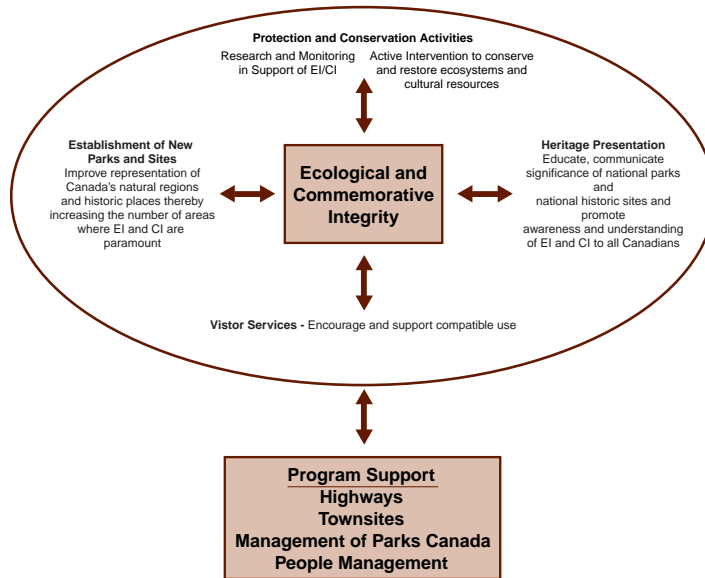 Protection and Conservation Activities
Research and Monitoring
in Support of EI/CI
Active Intervention to conserve
and restore ecosystems and
cultural resources
Establishment of New
Parks and Sites
Improve representation of
Canada's natural regions
and historic places thereby
increasing the number of areas
where EI and CI are
paramount
Ecological and
Commemorative
Integrity
Heritage Presentation
Educate, communicate
significance of national parks
and
national historic sites and
promote
awareness and understanding
of EI and CI to all Canadians
Vistor Services - Encourage and support compatible use
Program Support
Highways
Townsites
Management of Parks Canada
People Management